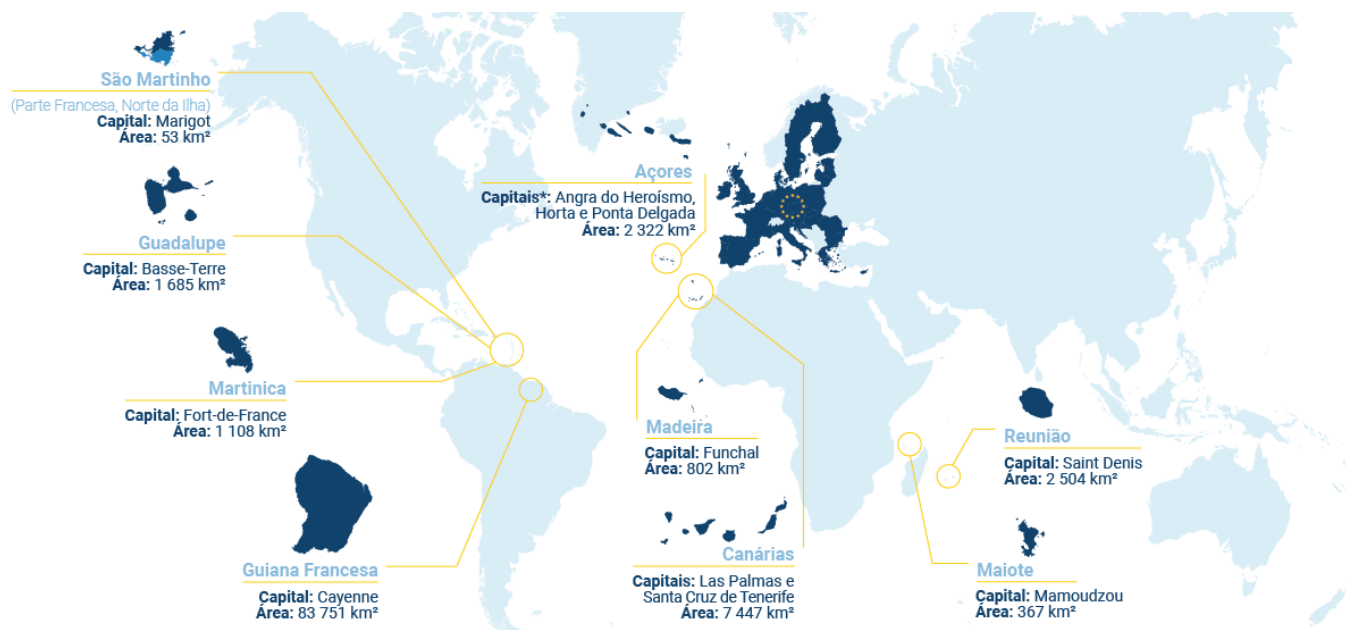 São Martinho
(Parte Francesa, Norte da Ilha)
Capital: Marigot
Área: 53 km²
Guadalupe
Capital: Basse-Terre
Área: 1 685 km²
Martinica
Capital: Fort-de-France
Área: 1 108 km²
Guiana Francesa
Capital: Cayenne
Área: 83 751 km²
Açores
Capitais*: Angra do Heroísmo,
Horta e Ponta Delgada
Área: 2 322 km²
Madeira
Capital: Funchal
Área: 802 km²
Canárias
Capitais: Las Palmas e
Santa Cruz de Tenerife
Área: 7 447 km²
Reunião
Capital: Saint Denis
Área: 2 504 km²
Maiote
Capital: Mamoudzou
Área: 367 km²